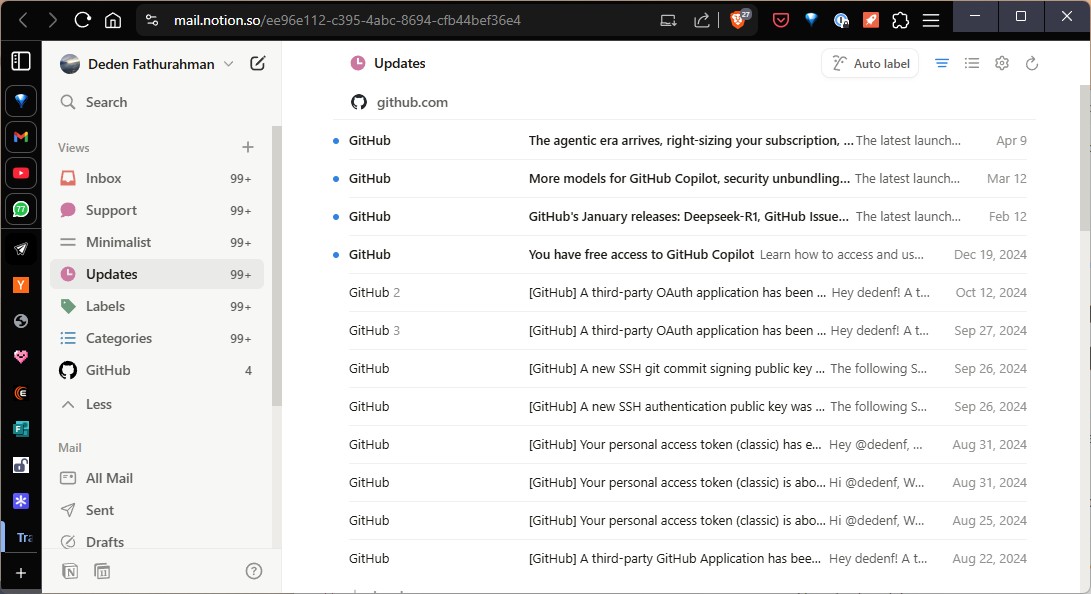 mail.notion.so/ee96e112-c395-4abc-8694-cfb44bef36e4
27
Deden Fathurahman
Search
Views
Inbox 99+
Support 99+
Minimalist 99+
Updates 99+
Labels 99+
Categories 99+
GitHub 4
Less
Mail
All Mail
Sent
Drafts
77
Y
Tra
Updates
Auto label
github.com
GitHub The agentic era arrives, right-sizing your subscription, ... The latest launch... Apr 9
GitHub More models for GitHub Copilot, security unbundling... The latest launch... Mar 12
GitHub GitHub's January releases: Deepseek-R1, GitHub Issue... The latest launch... Feb 12
GitHub You have free access to GitHub Copilot Learn how to access and us... Dec 19, 2024
GitHub 2 [GitHub] A third-party OAuth application has been ... Hey dedenf! A t... Oct 12, 2024
GitHub 3 [GitHub] A third-party OAuth application has been ... Hey dedenf! A t... Sep 27, 2024
GitHub [GitHub] A new SSH git commit signing public key ... The following S... Sep 26, 2024
GitHub [GitHub] A new SSH authentication public key was ... The following S... Sep 26, 2024
GitHub [GitHub] Your personal access token (classic) has e... Hey @dedenf, ... Aug 31, 2024
GitHub [GitHub] Your personal access token (classic) is abo... Hi @dedenf, W... Aug 31, 2024
GitHub [GitHub] Your personal access token (classic) is abo... Hi @dedenf, W... Aug 25, 2024
GitHub [GitHub] A third-party GitHub Application has bee... Hey dedenf! A t... Aug 22, 2024